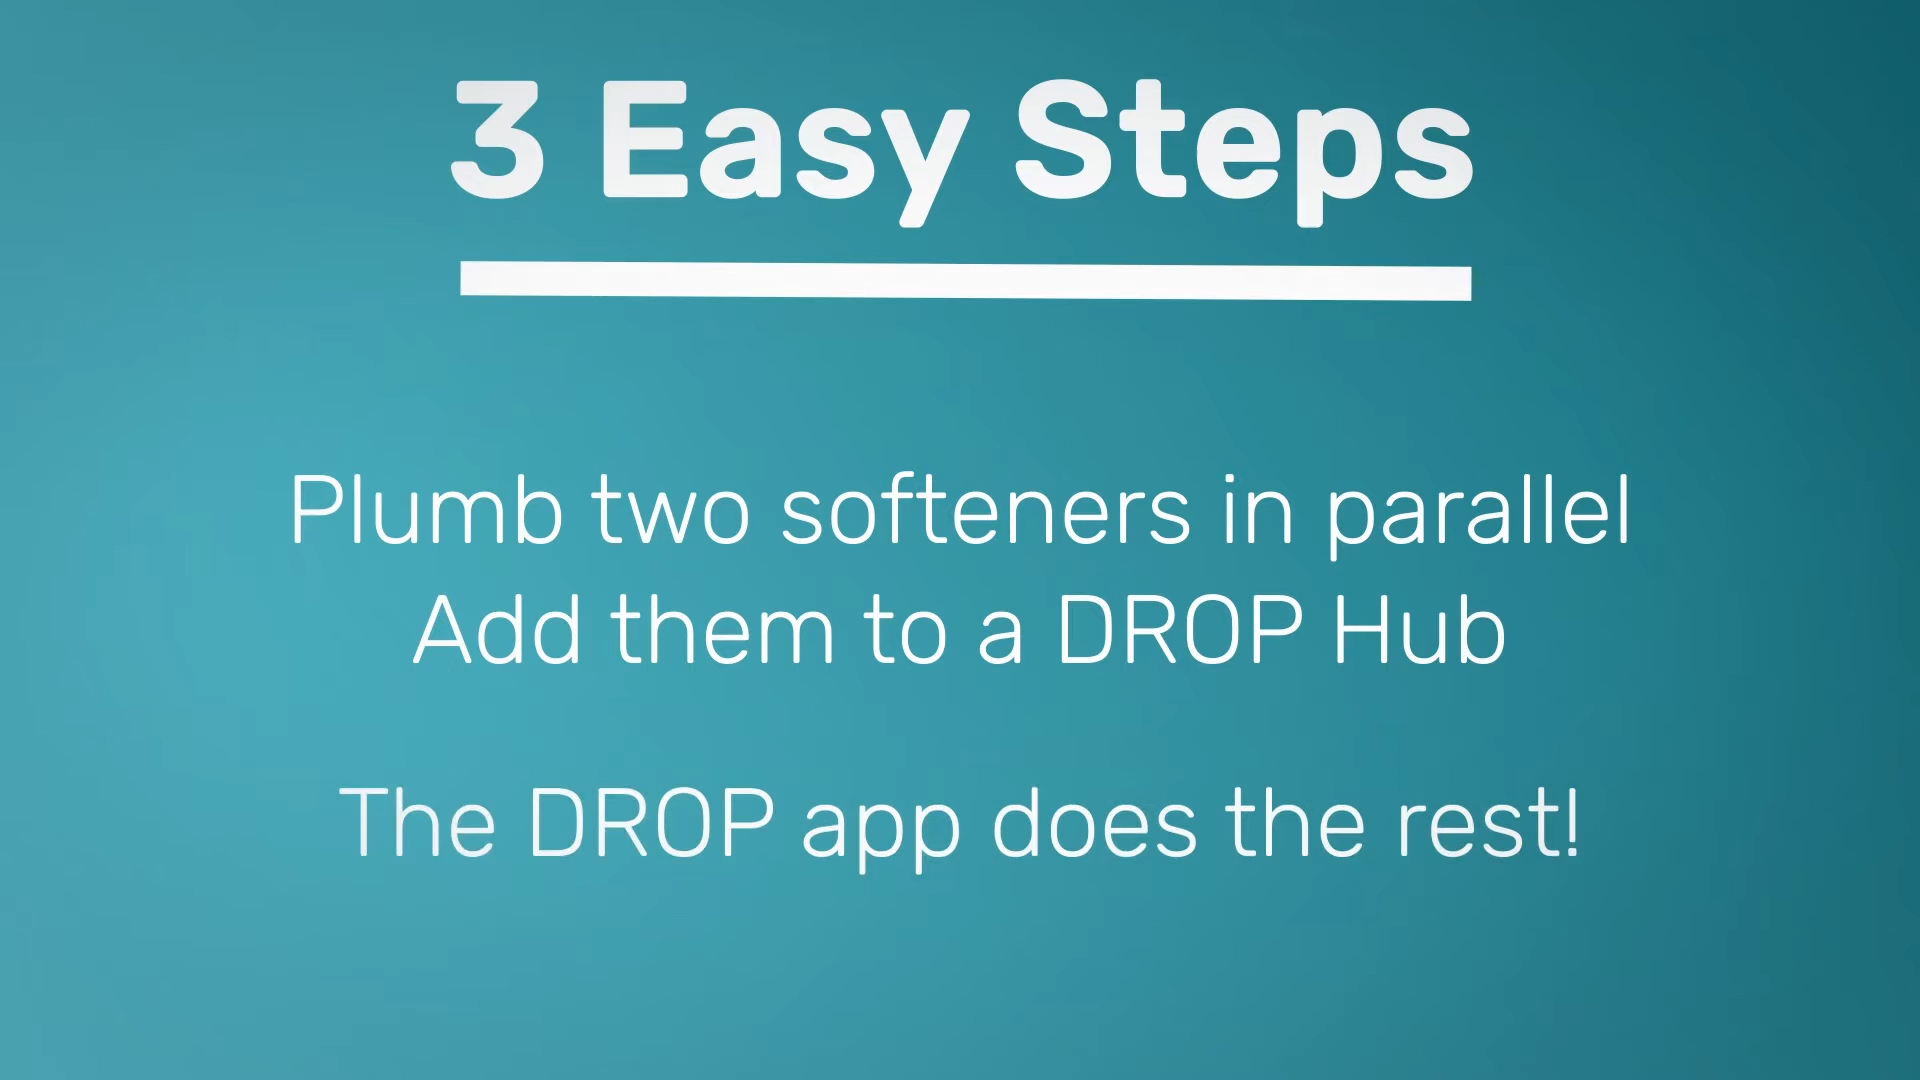 3 Easy Steps
Plumb two softeners in parallel
Add them to a DROP Hub
The DROP app does the rest!